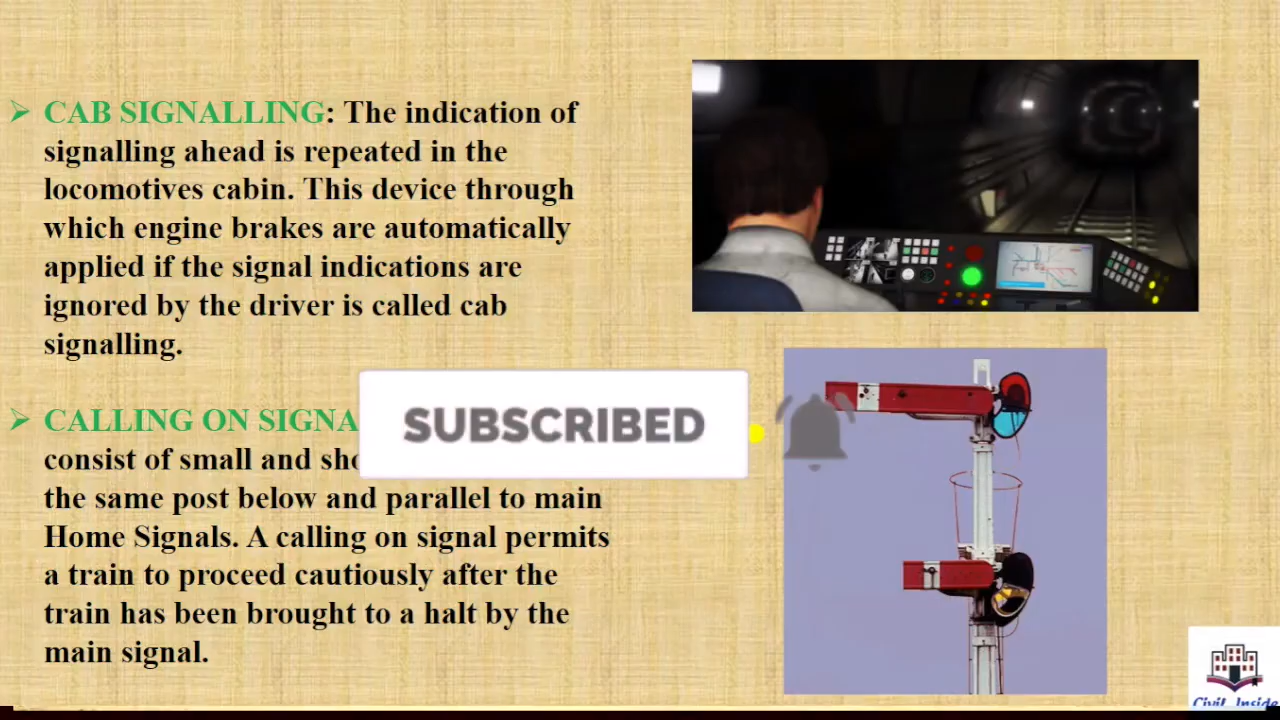 CAB SIGNALLING: The indication of
signalling ahead is repeated in the
locomotives cabin. This device through
which engine brakes are automatically
applied if the signal indications are
ignored by the driver is called cab
signalling.
CALLING ON
consist of small and
the same post below and parallel to main
Home Signals. A calling on signal permits
a train to proceed cautiously after the
train has been brought to a halt by the
main signal.
SUBSCRIBED
Civil Inside